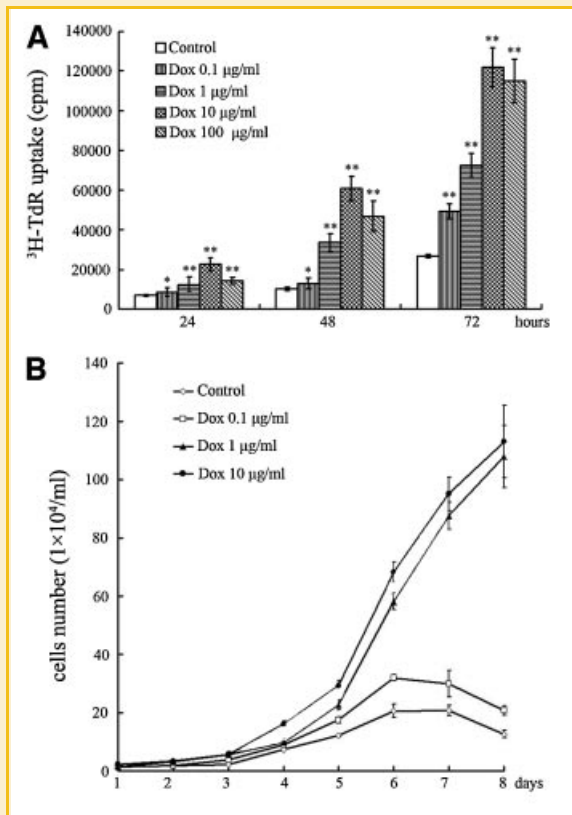 A
³H-TdR uptake (cpm)
140000
120000
100000
80000
60000
40000
20000
0
Control
Dox 0.1 µg/ml
Dox 1 µg/ml
Dox 10 µg/ml
Dox 100 µg/ml
* ** ** **
* ** ** **
** ** ** **
24 48 72 hours
B
cells number (1×10⁴/ml)
140
120
100
80
60
40
20
0
Control
Dox 0.1 µg/ml
Dox 1 µg/ml
Dox 10 µg/ml
1 2 3 4 5 6 7 8 days